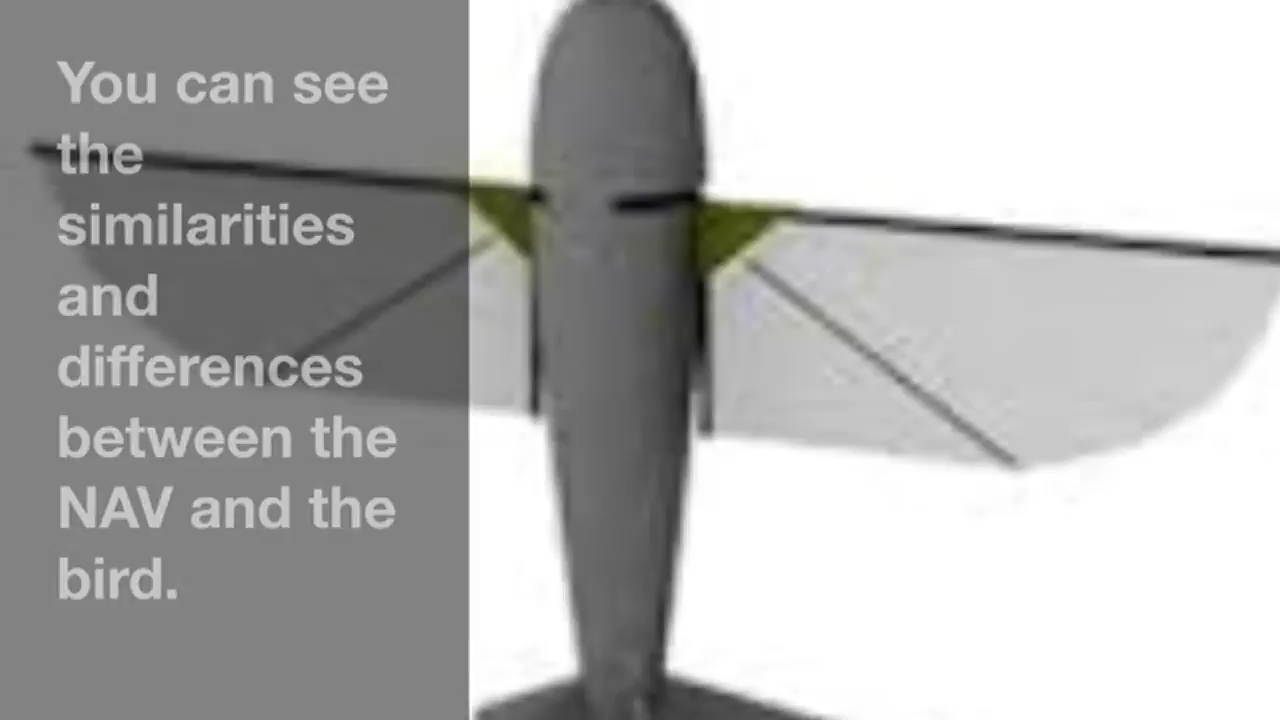 You can see
the
similarities
and
differences
between the
NAV and the
bird.